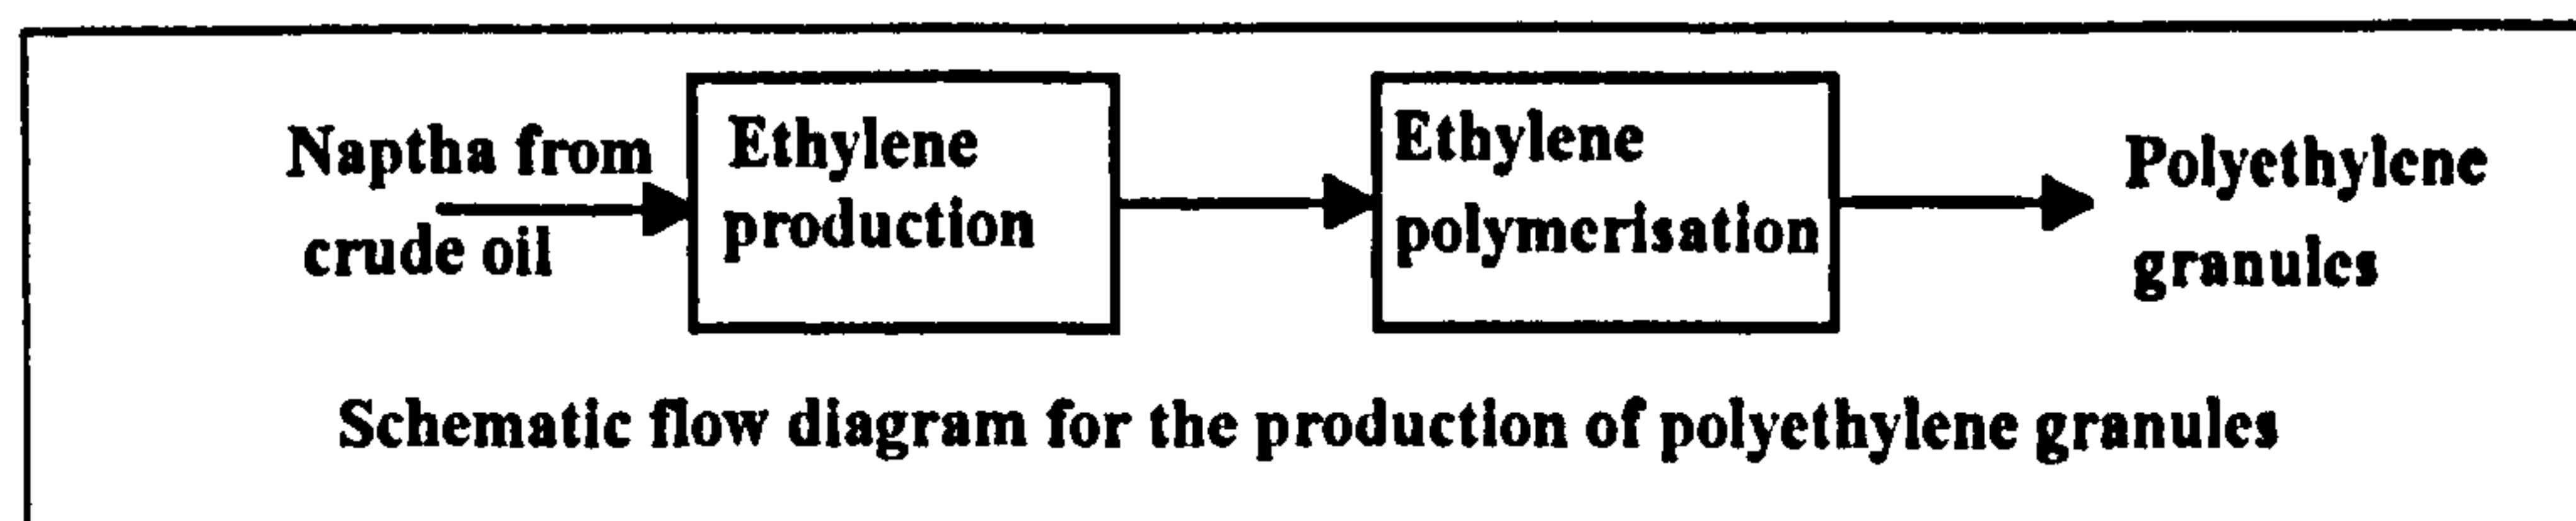 Naptha from
crude oil
Ethylene
production
Ethylene
polymerisation
Polyethylene
granules
Schematic flow diagram for the production of polyethylene granules